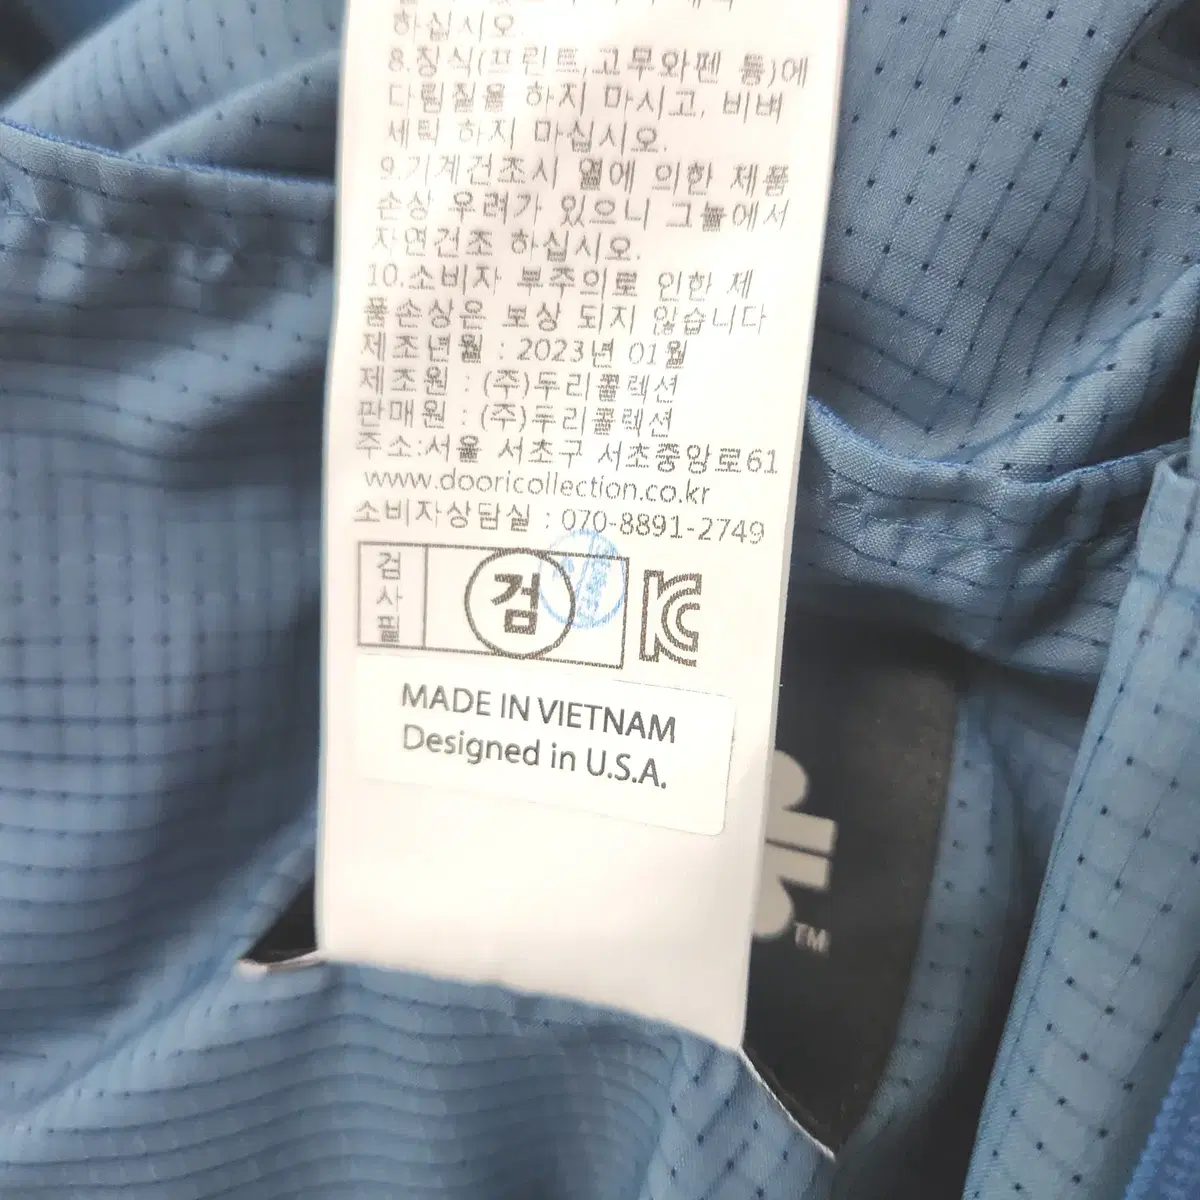 하십시오.
8.장식(프린트,고무와펜 등)에
다림질을 하지 마시고, 비벼
세탁 하지 마십시오.
9.기계건조시 열에 의한 제품
손상 우려가 있으니 그늘에서
자연건조 하십시오.
10.소비자 부주의로 인한 제
품손상은 보상 되지 않습니다
제조년월 : 2023년 01월
제조원 : (주)두리콜렉션
판매원 : (주)두리콜렉션
주소:서울 서초구 서초중앙로61
www.dooricollection.co.kr
소비자상담실 : 070-8891-2749
검사필
검
KC
MADE IN VIETNAM
Designed in U.S.A.
TM